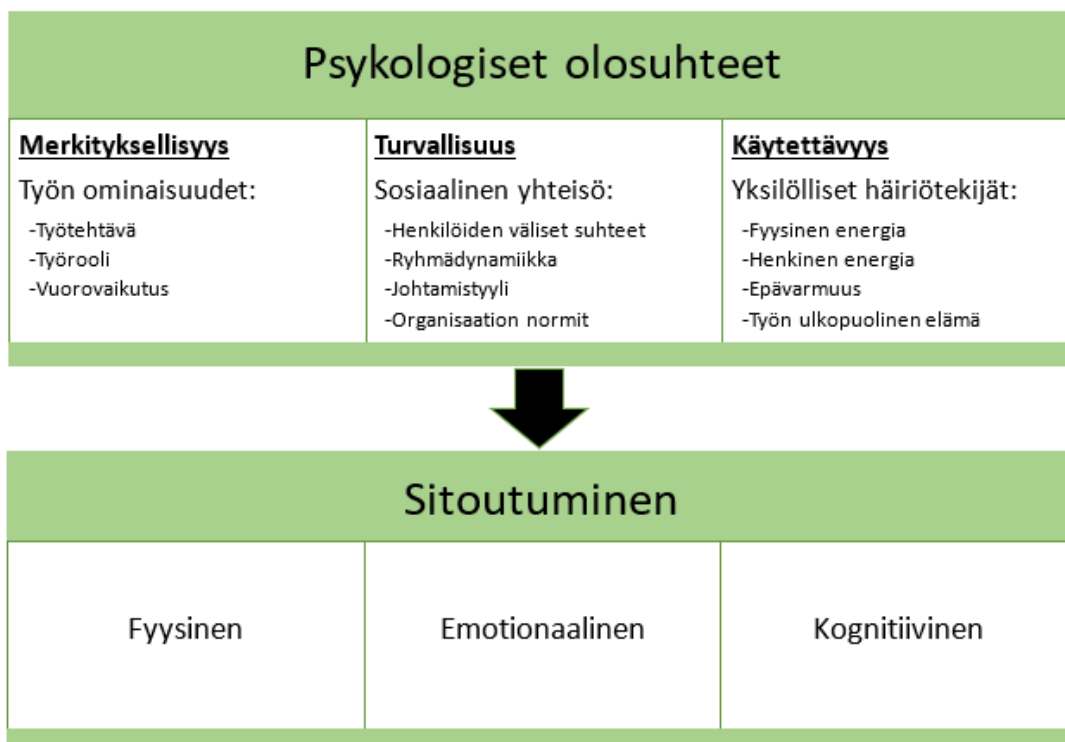 Psykologiset olosuhteet
Merkityksellisyys
Työn ominaisuudet:
-Työtehtävä
-Työrooli
-Vuorovaikutus
Turvallisuus
Sosiaalinen yhteisö:
-Henkilöiden väliset suhteet
-Ryhmädynamiikka
-Johtamistyyli
-Organisaation normit
Käytettävyys
Yksilölliset häiriötekijät:
-Fyysinen energia
-Henkinen energia
-Epävarmuus
-Työn ulkopuolinen elämä
Sitoutuminen
Fyysinen
Emotionaalinen
Kognitiivinen